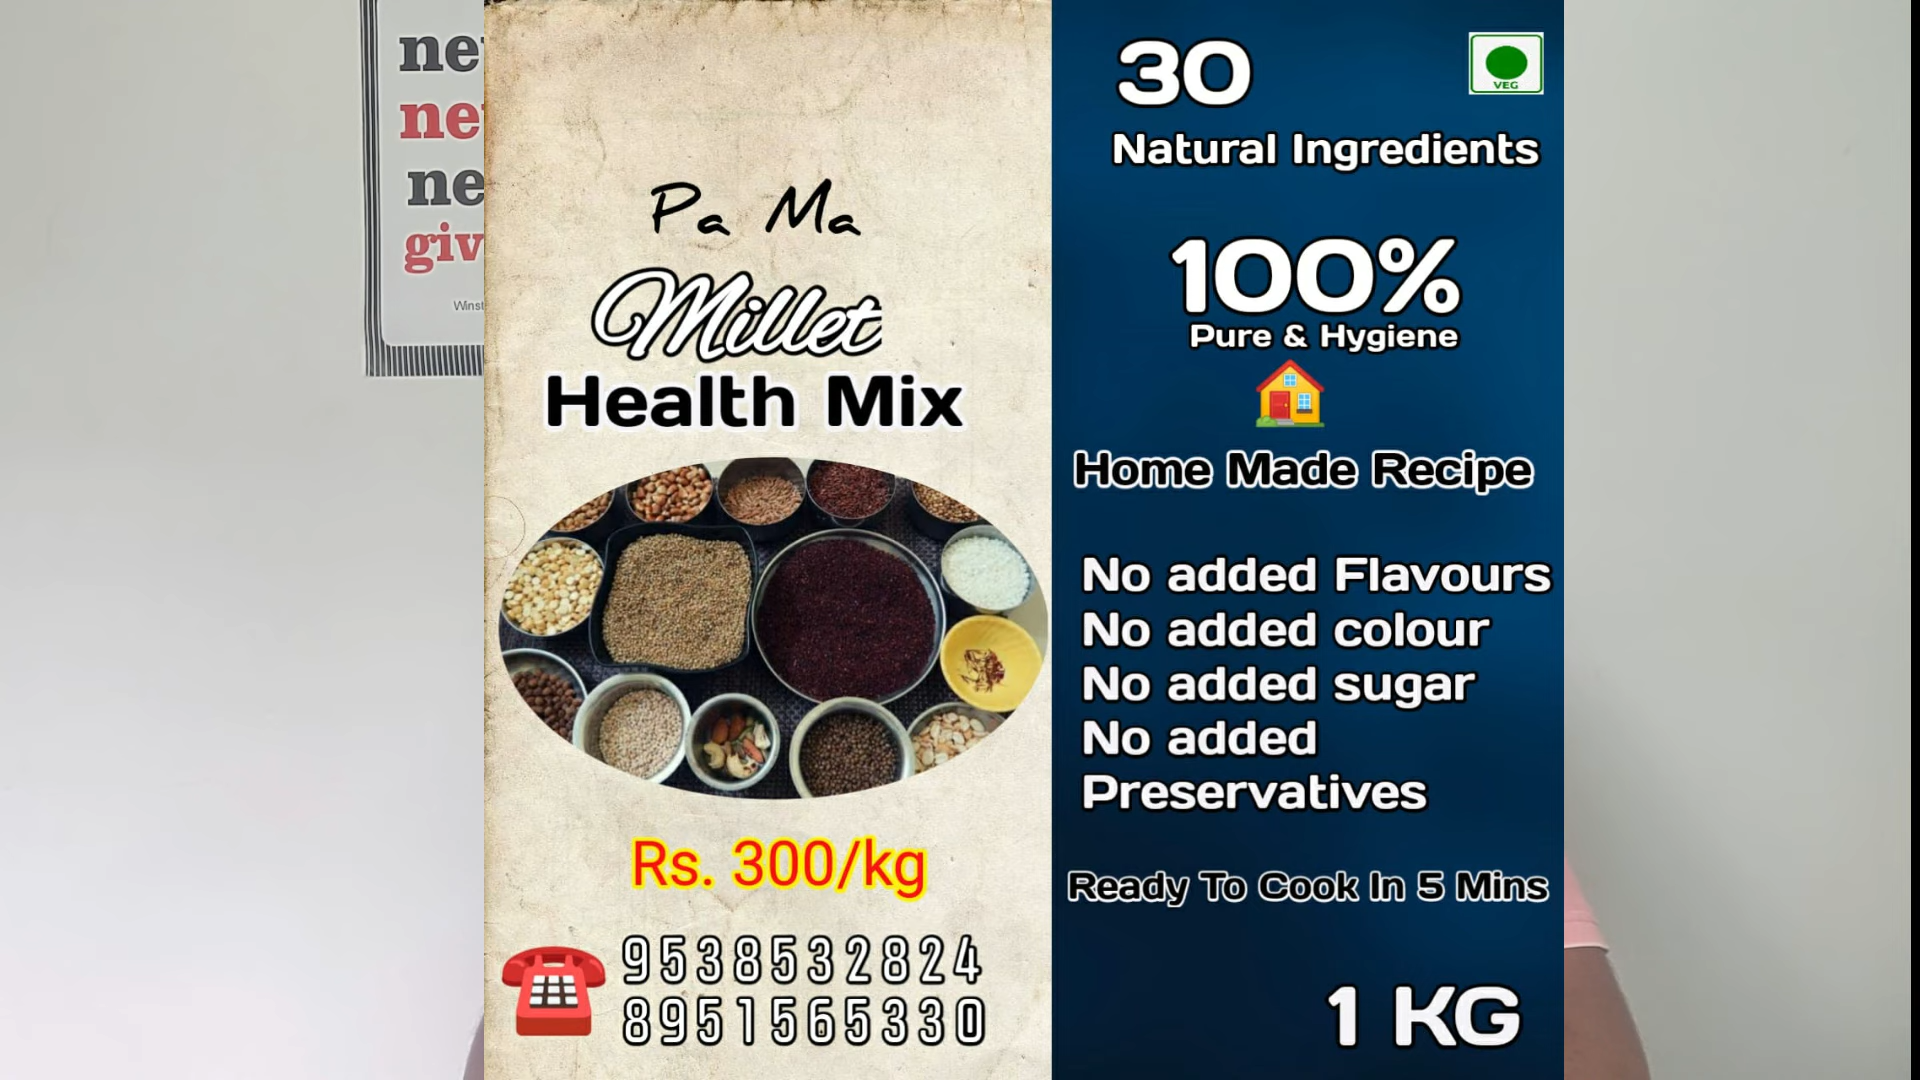 ne
ne
ne
giv
Winst
Pa Ma
Millet
Health Mix
Rs. 300/kg
9538532824
8951565330
30
VEG
Natural Ingredients
100%
Pure & Hygiene
Home Made Recipe
No added Flavours
No added colour
No added sugar
No added
Preservatives
Ready To Cook In 5 Mins
1 KG